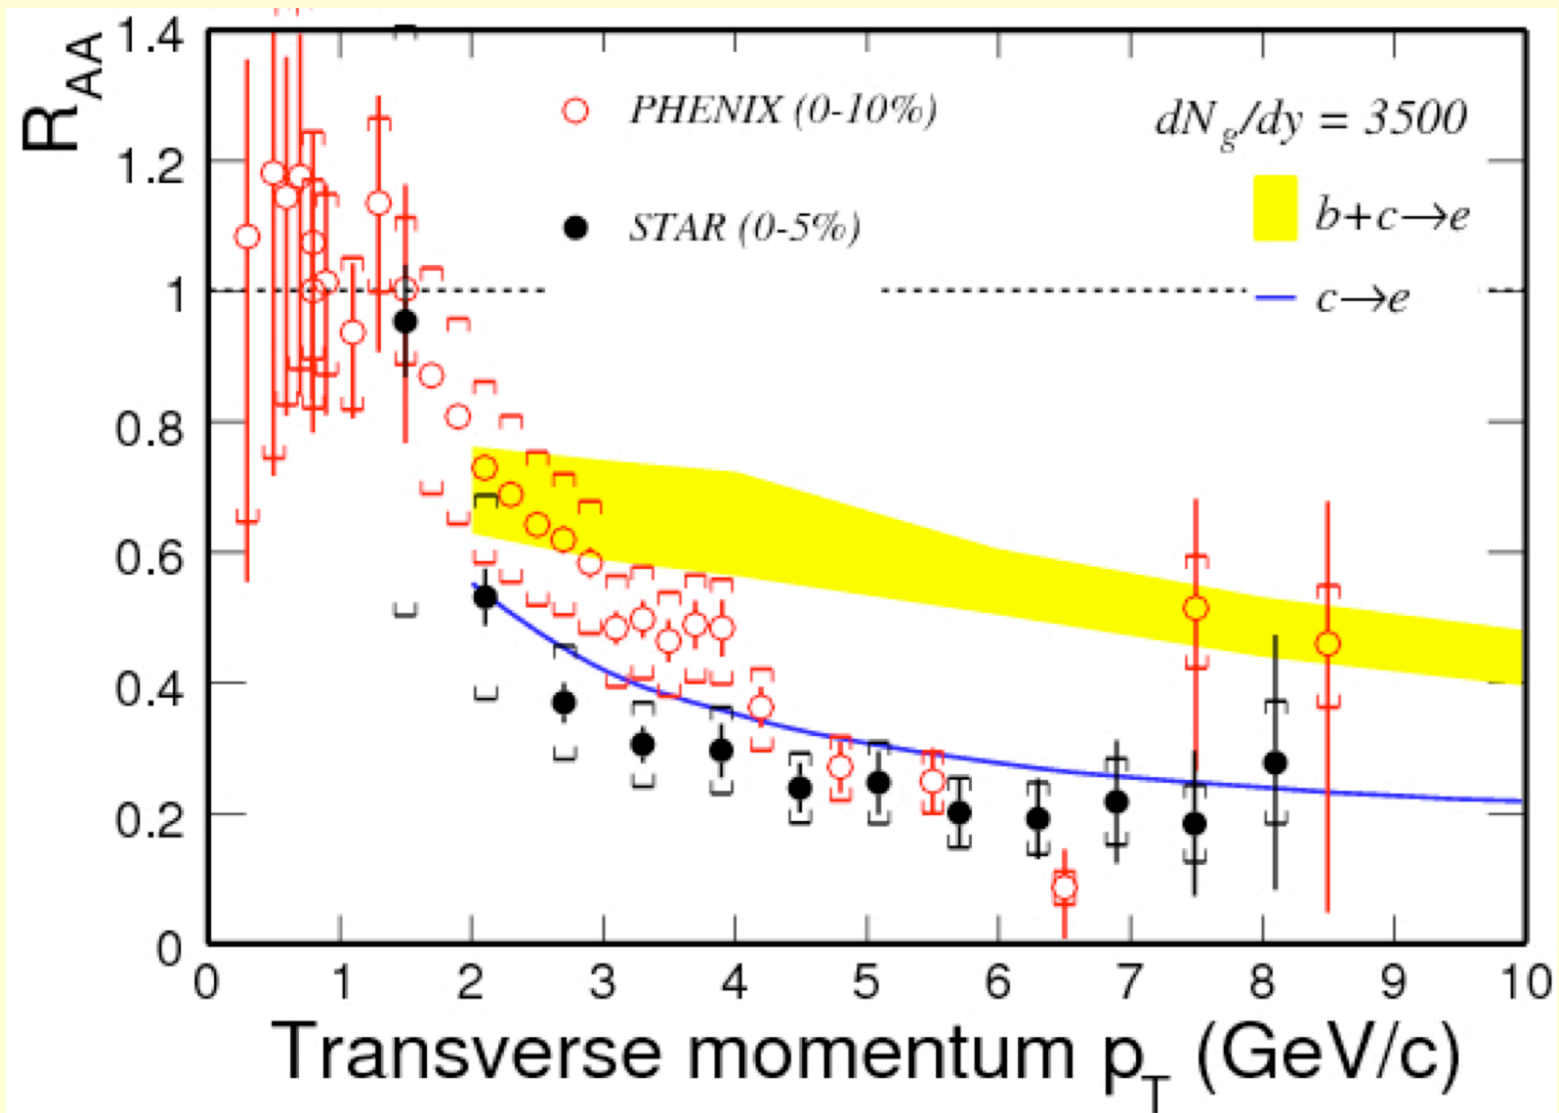 R_AA
1.4
1.2
1
0.8
0.6
0.4
0.2
0
PHENIX (0-10%)
STAR (0-5%)
dN_g/dy = 3500
b+c→e
c→e
0 1 2 3 4 5 6 7 8 9 10
Transverse momentum p_T (GeV/c)